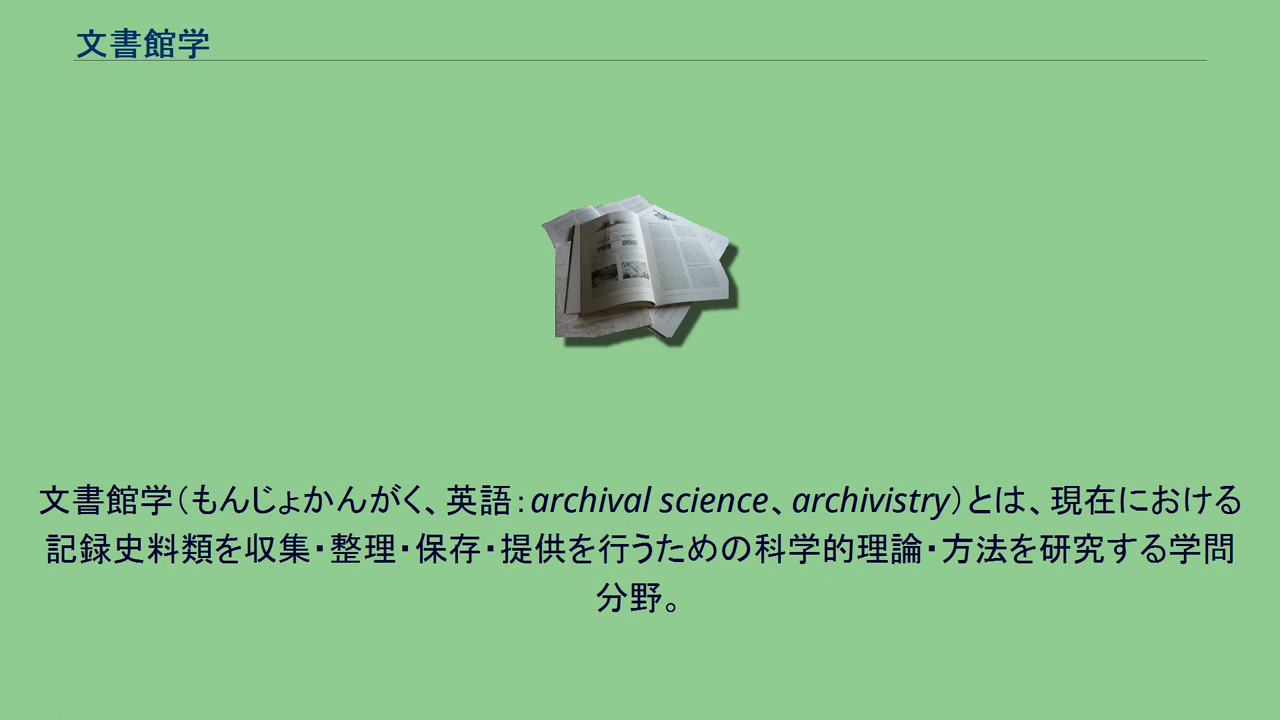 文書館学
文書館学（もんじょかんがく、英語：archival science、archivistry）とは、現在における
記録史料類を収集・整理・保存・提供を行うための科学的理論・方法を研究する学問
分野。